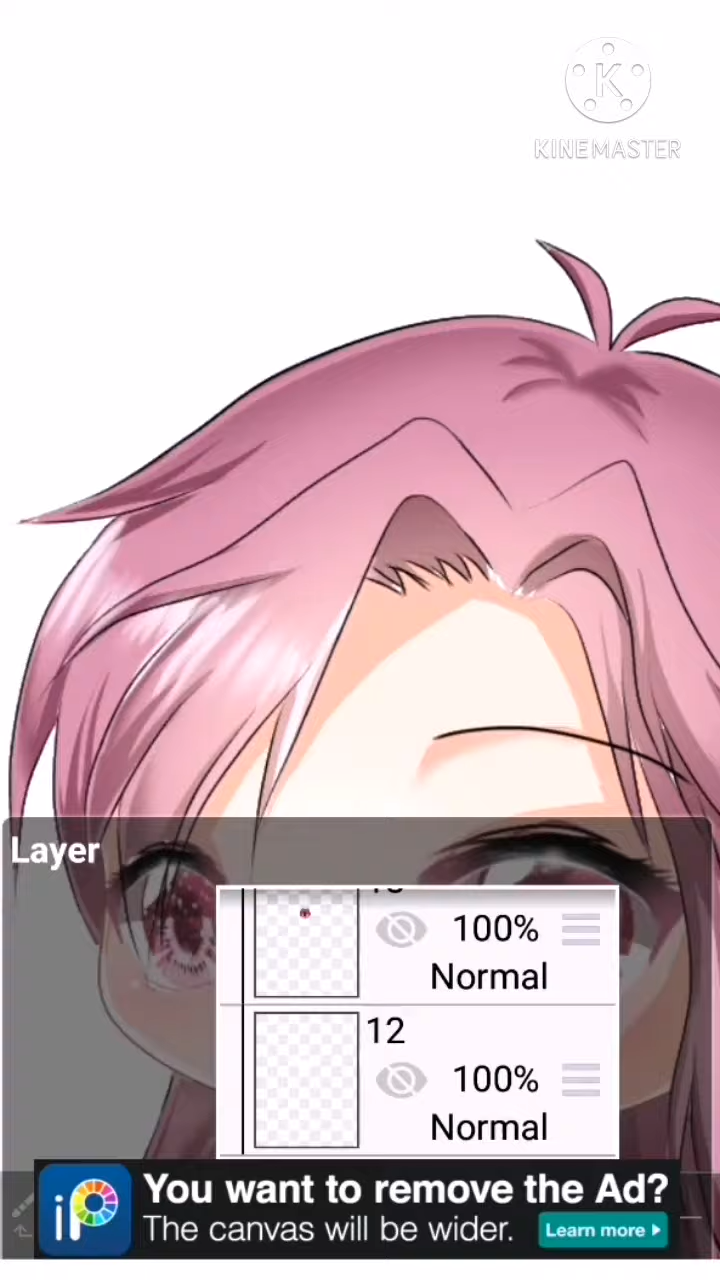 K
KINEMASTER
Layer
100%
Normal
12
100%
Normal
iP
You want to remove the Ad?
The canvas will be wider.
Learn more